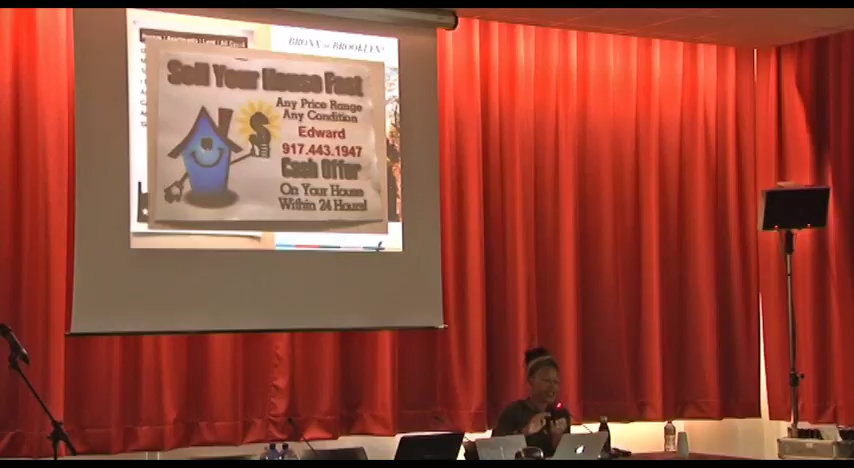 BRONX or BROOKLYN?
Sell Your House Fast
Any Price Range
Any Condition
Edward
917.443.1947
Cash Offer
On Your House
Within 24 Hours!